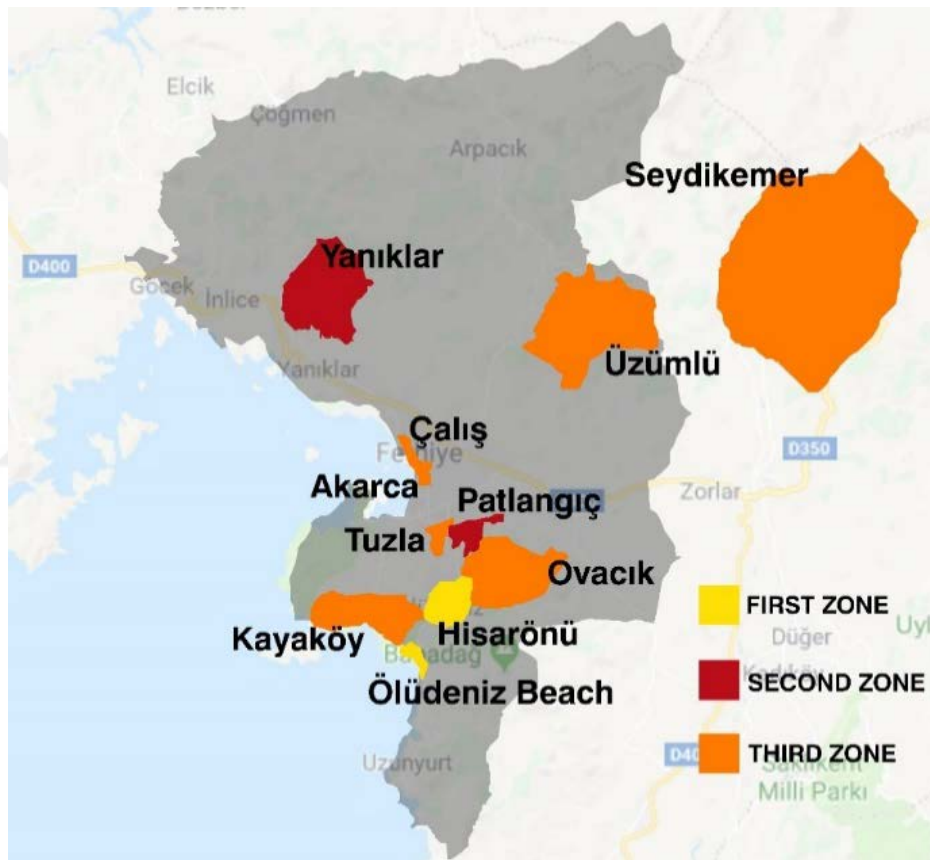 Elcik
Çoğmen
Arpacık
Seydikemer
Yanıklar
D400
Göcek
İnlice
Üzümlü
Yanıklar
Çalış
Fethiye
D350
Akarca
Patlangıç
Zorlar
Tuzla
Ovacık
FIRST ZONE
Kayaköy
Hisarönü
Düğer
Babadağ
SECOND ZONE
Ölüdeniz Beach
Uzunyurt
THIRD ZONE
Milli Parkı